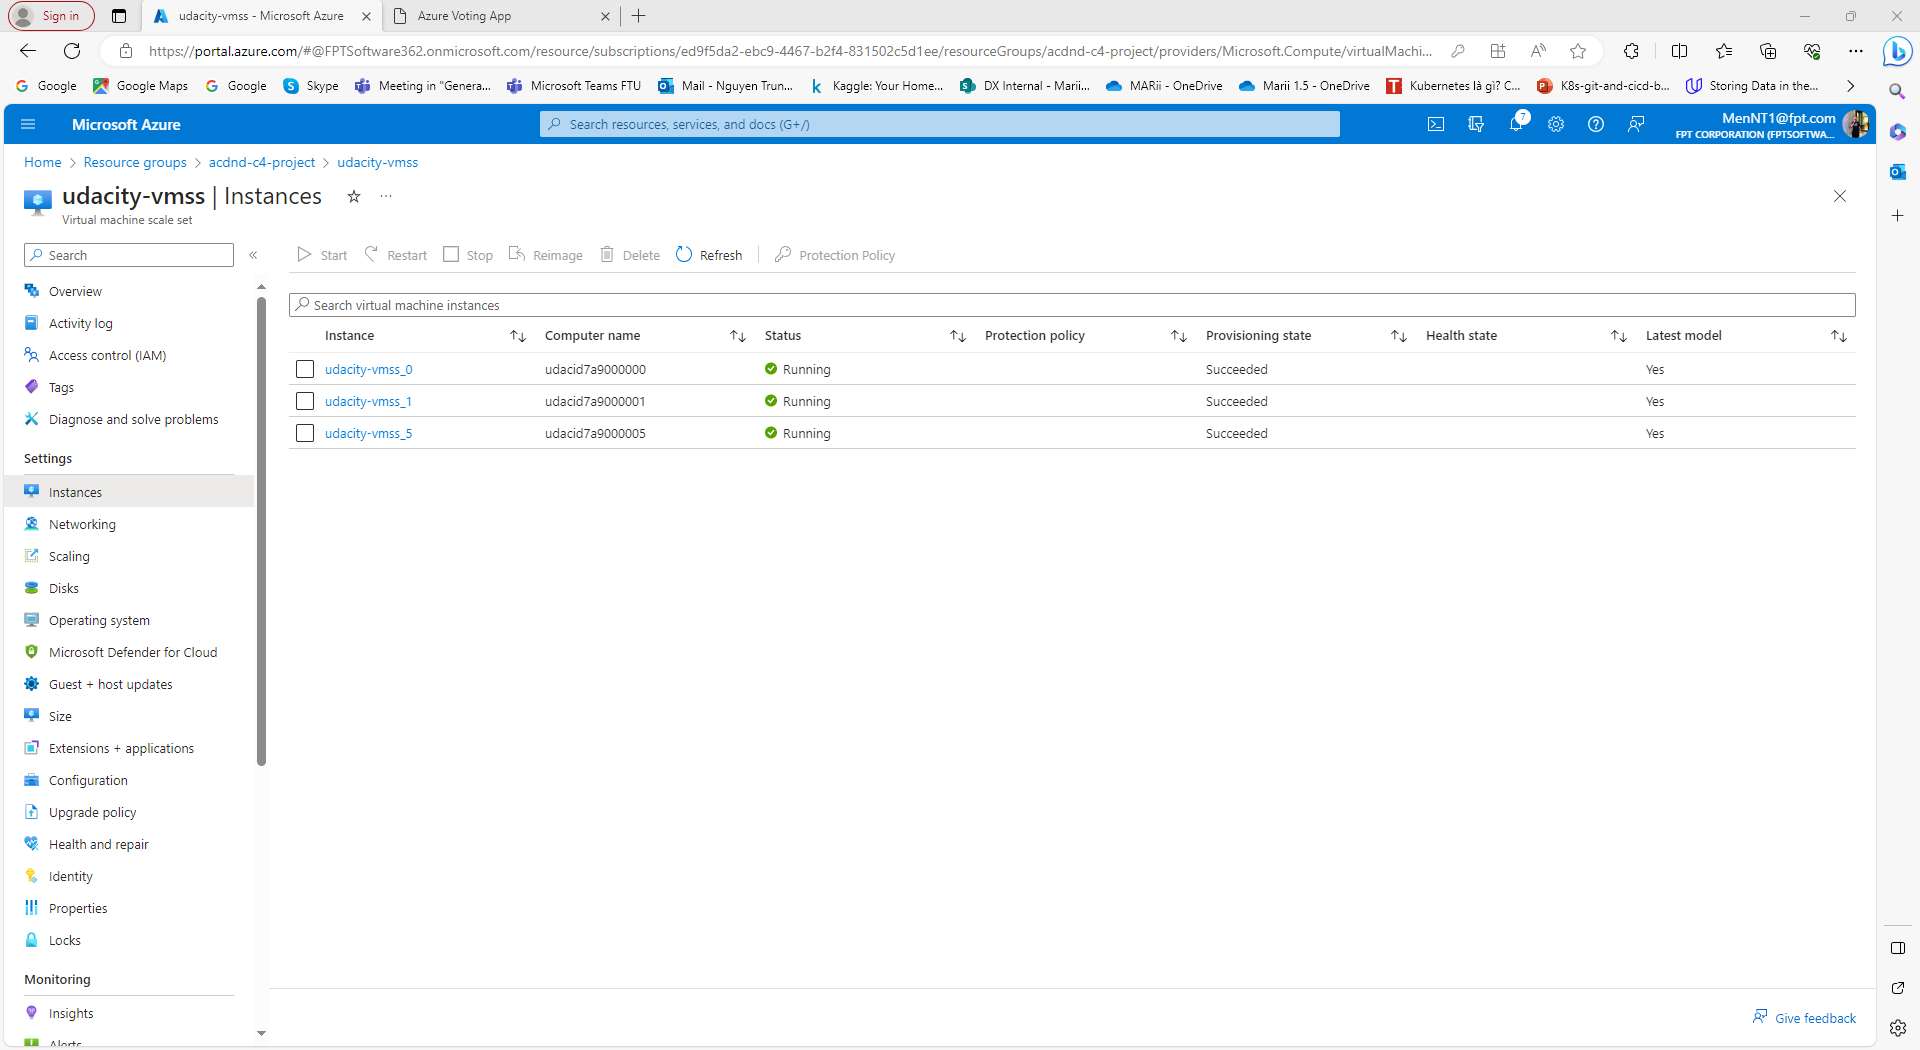 Sign in
udacity-vmss - Microsoft Azure
Azure Voting App
https://portal.azure.com/#@FPTSoftware362.onmicrosoft.com/resource/subscriptions/ed9f5da2-ebc9-4467-b2f4-831502c5d1ee/resourceGroups/acdnd-c4-project/providers/Microsoft.Compute/virtualMachi...
Google
Google Maps
Google
Skype
Meeting in "Genera...
Microsoft Teams FTU
Mail - Nguyen Trun...
Kaggle: Your Home...
DX Internal - Marii...
MARii - OneDrive
Marii 1.5 - OneDrive
Kubernetes là gì? C...
K8s-git-and-cicd-b...
Storing Data in the...
Microsoft Azure
Search resources, services, and docs (G+/)
7
MenNT1@fpt.com
FPT CORPORATION (FPTSOFTWA...
Home > Resource groups > acdnd-c4-project > udacity-vmss
udacity-vmss | Instances
Virtual machine scale set
Search
Start Restart Stop Reimage Delete Refresh Protection Policy
Overview
Activity log
Access control (IAM)
Tags
Diagnose and solve problems
Settings
Instances
Networking
Scaling
Disks
Operating system
Microsoft Defender for Cloud
Guest + host updates
Size
Extensions + applications
Configuration
Upgrade policy
Health and repair
Identity
Properties
Locks
Monitoring
Insights
Alerts
Search virtual machine instances
Instance Computer name Status Protection policy Provisioning state Health state Latest model
udacity-vmss_0 udacid7a9000000 Running Succeeded Yes
udacity-vmss_1 udacid7a9000001 Running Succeeded Yes
udacity-vmss_5 udacid7a9000005 Running Succeeded Yes
Give feedback